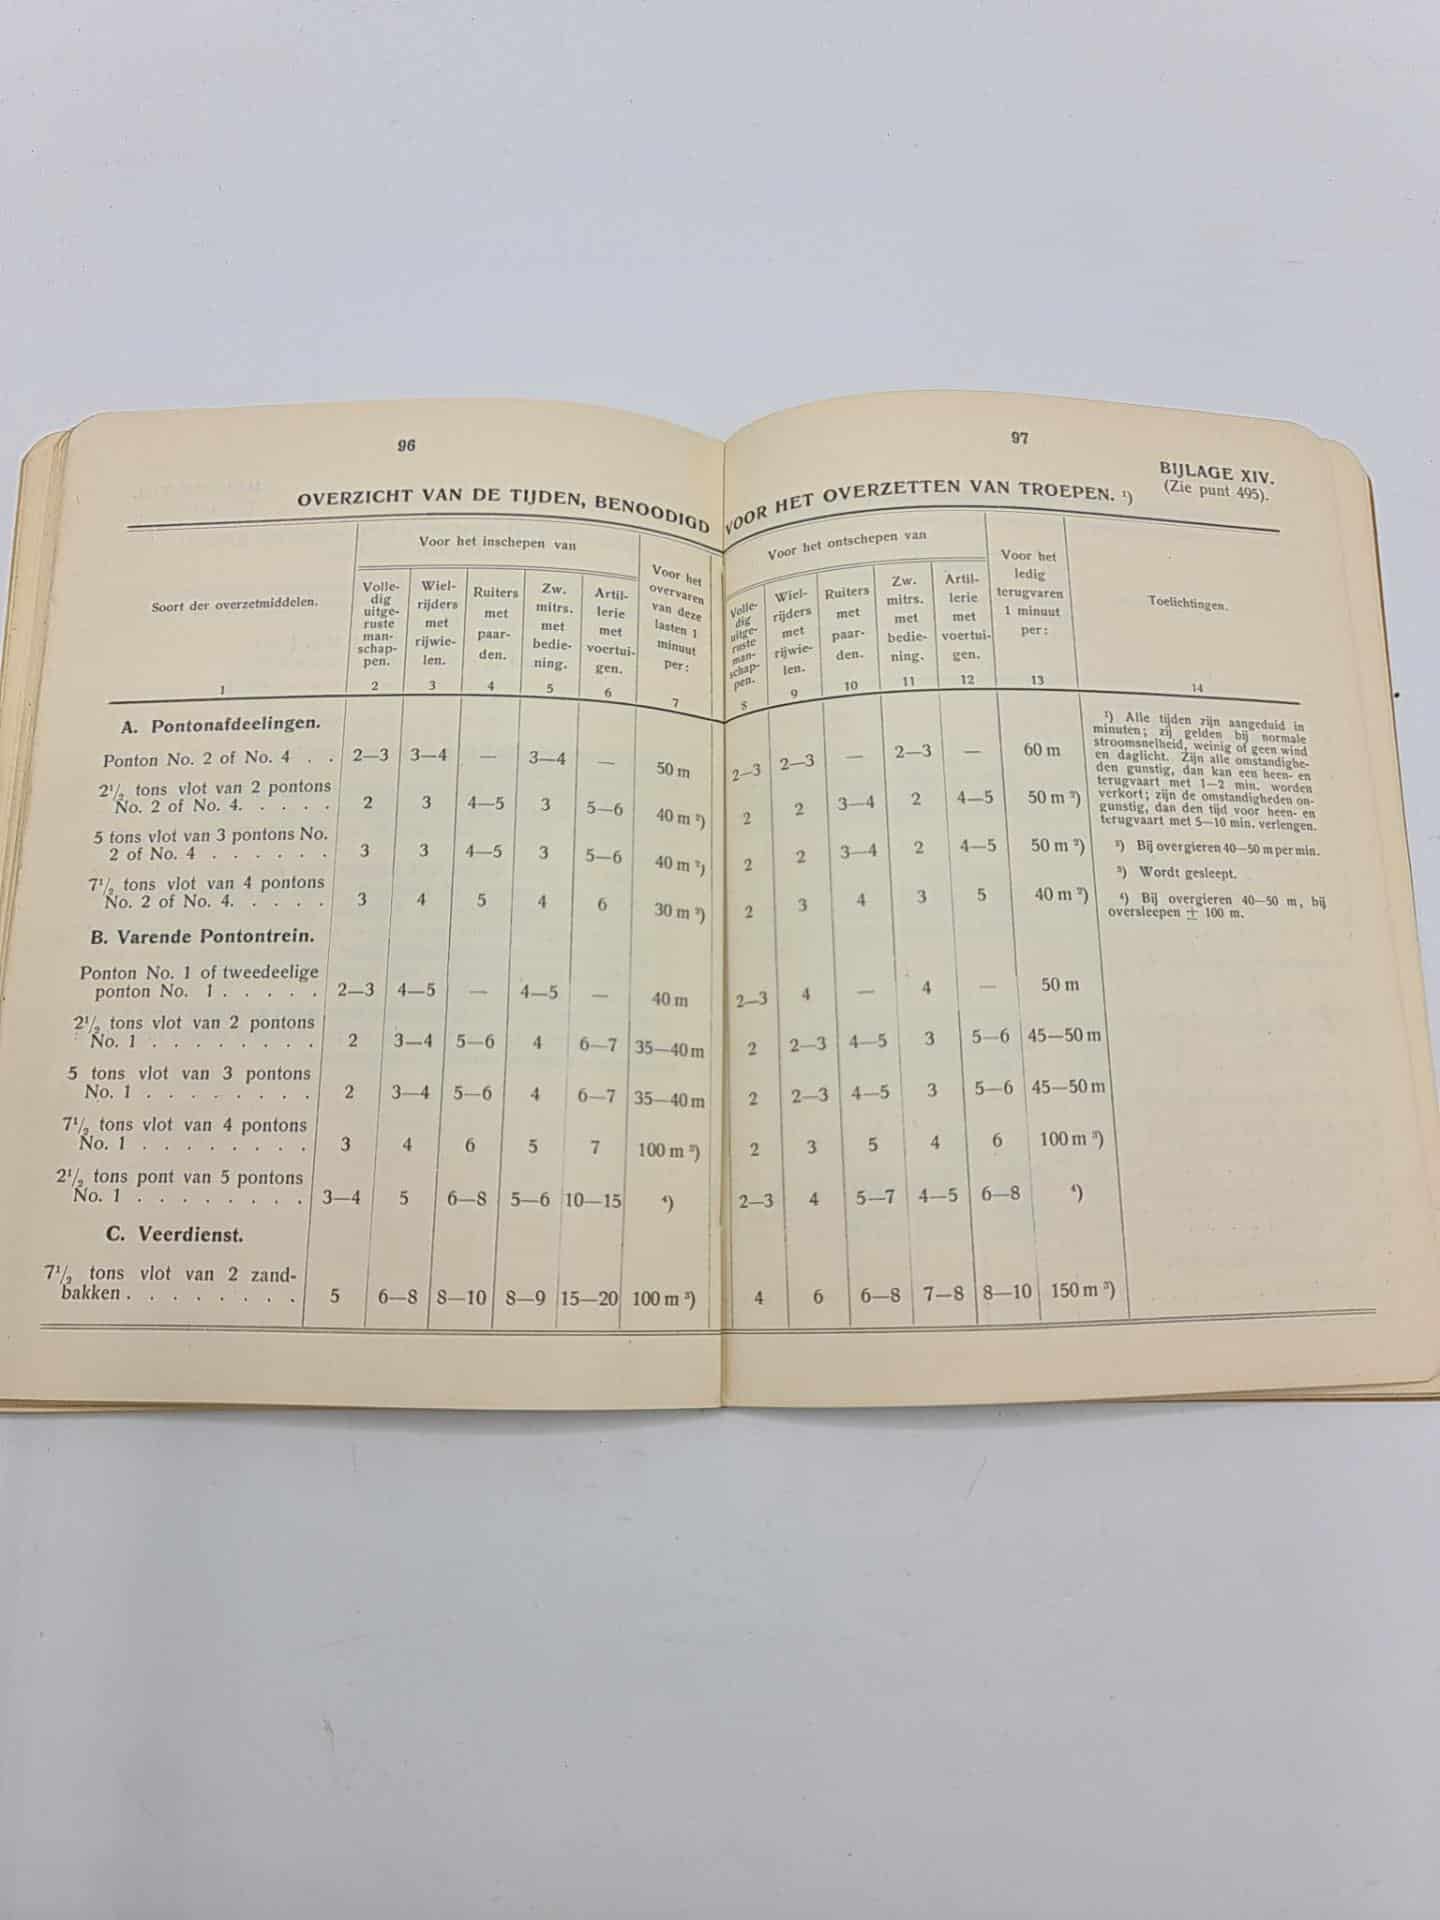 96
OVERZICHT VAN DE TIJDEN, BENOODIGD
Soort der overzetmiddelen.
Voor het inschepen van
Volle-
dig
uitge-
ruste
man-
schap-
pen.
Wiel-
rijders
met
rijwie-
len.
Ruiters
met
paar-
den.
Zw.
mitrs.
met
bedie-
ning.
Artil-
lerie
met
voertui-
gen.
Voor het
overvaren
van deze
lasten 1
minuut
per:
1 2 3 4 5 6 7
A. Pontonafdeelingen.
Ponton No. 2 of No. 4 . . 2—3 3—4 — 3—4 — 50 m
2½ tons vlot van 2 pontons
No. 2 of No. 4. . . . . 2 3 4—5 3 5—6 40 m ²)
5 tons vlot van 3 pontons No.
2 of No. 4 . . . . . . 3 3 4—5 3 5—6 40 m ²)
7½ tons vlot van 4 pontons
No. 2 of No. 4. . . . . 3 4 5 4 6 30 m ²)
B. Varende Pontontrein.
Ponton No. 1 of tweedeelige
ponton No. 1 . . . . . 2—3 4—5 — 4—5 — 40 m
2½ tons vlot van 2 pontons
No. 1 . . . . . . . . 2 3—4 5—6 4 6—7 35—40 m
5 tons vlot van 3 pontons
No. 1 . . . . . . . . 2 3—4 5—6 4 6—7 35—40 m
7½ tons vlot van 4 pontons
No. 1 . . . . . . . . 3 4 6 5 7 100 m ³)
2½ tons pont van 5 pontons
No. 1 . . . . . . . . 3—4 5 6—8 5—6 10—15 ⁴)
C. Veerdienst.
7½ tons vlot van 2 zand-
bakken . . . . . . . . 5 6—8 8—10 8—9 15—20 100 m ³)
97
BIJLAGE XIV.
(Zie punt 495).
VOOR HET OVERZETTEN VAN TROEPEN. ¹)
Voor het ontschepen van
Volle-
dig
uitge-
ruste
man-
schap-
pen.
Wiel-
rijders
met
rijwie-
len.
Ruiters
met
paar-
den.
Zw.
mitrs.
met
bedie-
ning.
Artil-
lerie
met
voertui-
gen.
Voor het
ledig
terugvaren
1 minuut
per:
Toelichtingen.
8 9 10 11 12 13 14
2—3 2—3 — 2—3 — 60 m
2 2 3—4 2 4—5 50 m ²)
2 2 3—4 2 4—5 50 m ²)
2 3 4 3 5 40 m ²)
2—3 4 — 4 — 50 m
2 2—3 4—5 3 5—6 45—50 m
2 2—3 4—5 3 5—6 45—50 m
2 3 5 4 6 100 m ³)
2—3 4 5—7 4—5 6—8 ⁴)
4 6 6—8 7—8 8—10 150 m ³)
¹) Alle tijden zijn aangeduid in
minuten; zij gelden bij normale
stroomsnelheid, weinig of geen wind
en daglicht. Zijn alle omstandighe-
den gunstig, dan kan een heen- en
terugvaart met 1—2 min. worden
verkort; zijn de omstandigheden on-
gunstig, dan den tijd voor heen- en
terugvaart met 5—10 min. verlengen.
²) Bij overgieren 40—50 m per min.
³) Wordt gesleept.
⁴) Bij overgieren 40—50 m, bij
oversleepen ± 100 m.